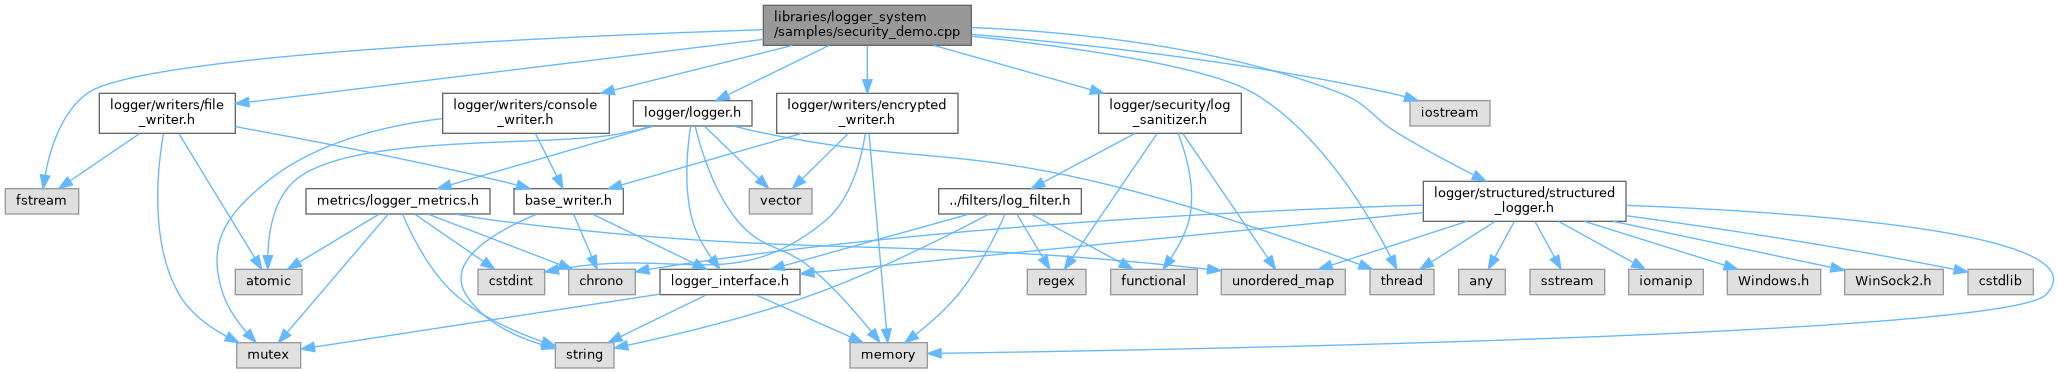 libraries/logger_system
/samples/security_demo.cpp
logger/writers/file
_writer.h
logger/writers/console
_writer.h
logger/logger.h
logger/writers/encrypted
_writer.h
logger/security/log
_sanitizer.h
iostream
fstream
metrics/logger_metrics.h
base_writer.h
vector
../filters/log_filter.h
logger/structured/structured
_logger.h
atomic
cstdint
chrono
logger_interface.h
regex
functional
unordered_map
thread
any
sstream
iomanip
Windows.h
WinSock2.h
cstdlib
mutex
string
memory